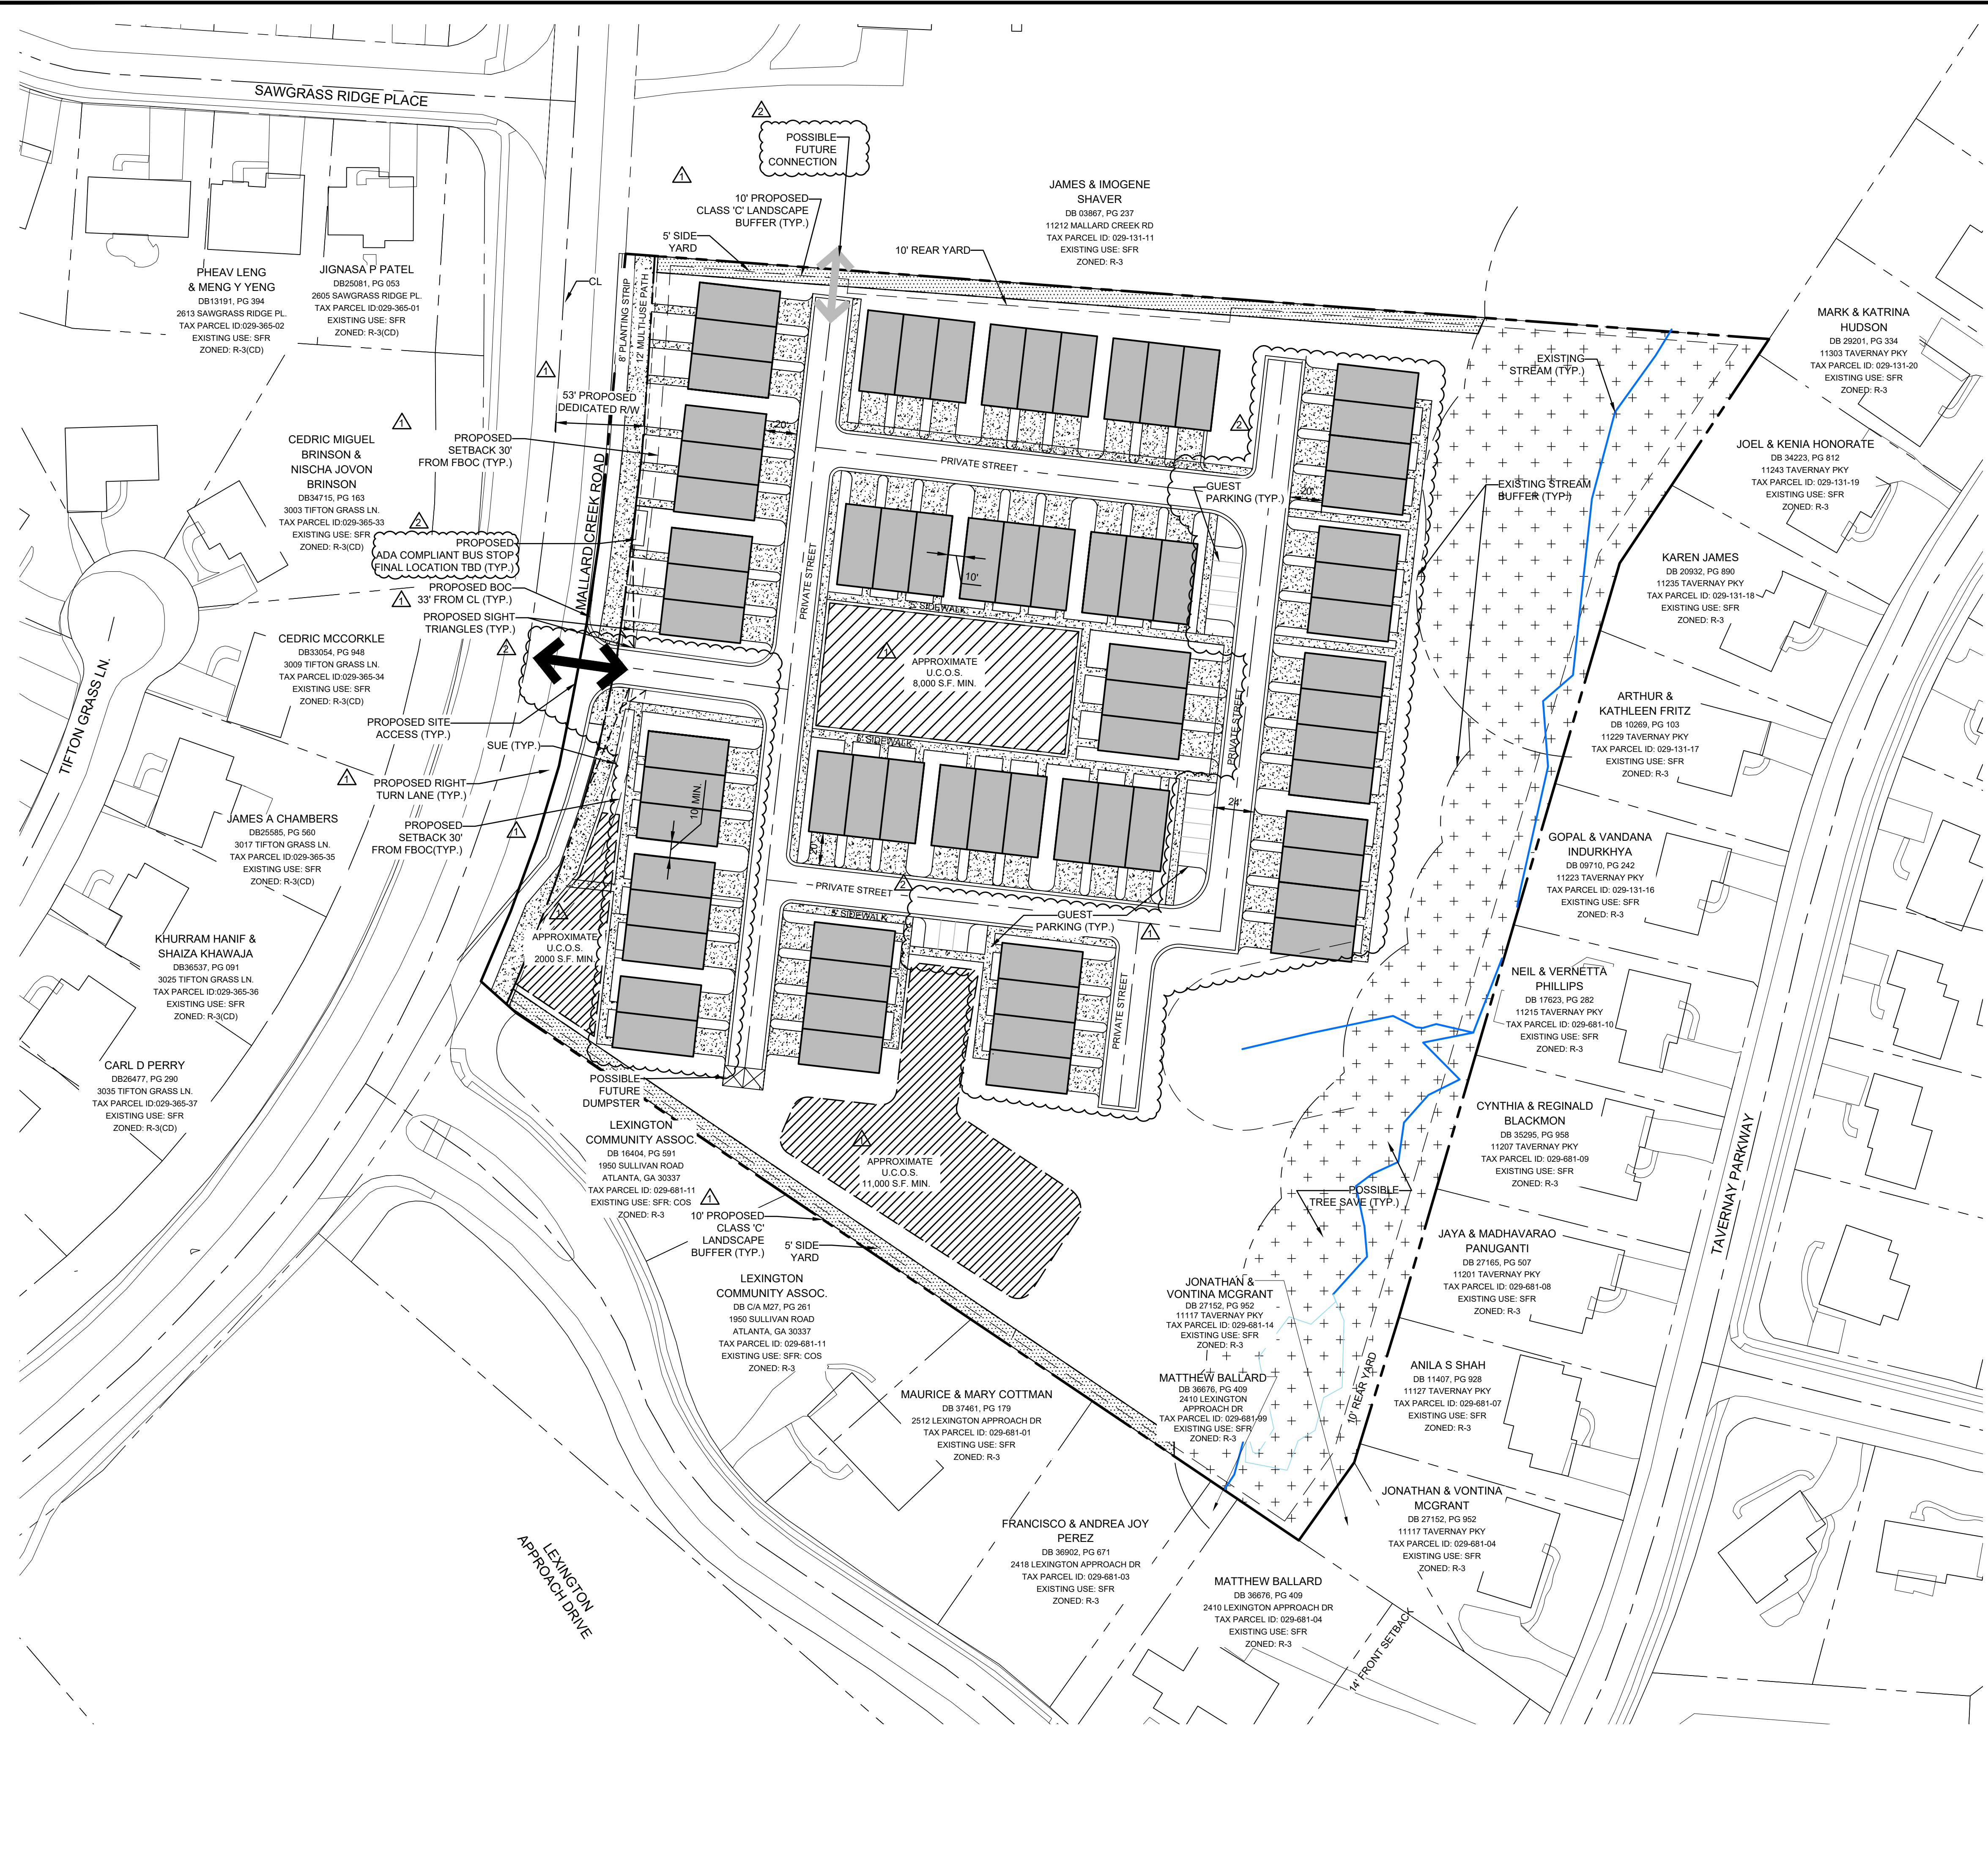 SAWGRASS RIDGE PLACE
2
POSSIBLE
FUTURE
CONNECTION
1
10' PROPOSED
CLASS 'C' LANDSCAPE
BUFFER (TYP.)
5' SIDE
YARD
10' REAR YARD
JAMES & IMOGENE
SHAVER
DB 03867, PG 237
11212 MALLARD CREEK RD
TAX PARCEL ID: 029-131-11
EXISTING USE: SFR
ZONED: R-3
PHEAV LENG
& MENG Y YENG
DB13191, PG 394
2613 SAWGRASS RIDGE PL.
TAX PARCEL ID:029-365-02
EXISTING USE: SFR
ZONED: R-3(CD)
JIGNASA P PATEL
DB25081, PG 053
2605 SAWGRASS RIDGE PL.
TAX PARCEL ID:029-365-01
EXISTING USE: SFR
ZONED: R-3(CD)
CL
8' PLANTING STRIP
12' MULTI-USE PATH
MARK & KATRINA
HUDSON
DB 29201, PG 334
11303 TAVERNAY PKY
TAX PARCEL ID: 029-131-20
EXISTING USE: SFR
ZONED: R-3
EXISTING
STREAM (TYP.)
1
53' PROPOSED
DEDICATED R/W
1
CEDRIC MIGUEL
BRINSON &
NISCHA JOVON
BRINSON
DB34715, PG 163
3003 TIFTON GRASS LN.
TAX PARCEL ID:029-365-33
EXISTING USE: SFR
ZONED: R-3(CD)
PROPOSED
SETBACK 30'
FROM FBOC (TYP.)
20'
2
PRIVATE STREET
JOEL & KENIA HONORATE
DB 34223, PG 812
11243 TAVERNAY PKY
TAX PARCEL ID: 029-131-19
EXISTING USE: SFR
ZONED: R-3
GUEST
PARKING (TYP.)
20'
EXISTING STREAM
BUFFER (TYP.)
2
PROPOSED
ADA COMPLIANT BUS STOP
FINAL LOCATION TBD (TYP.)
MALLARD CREEK ROAD
PRIVATE STREET
10'
KAREN JAMES
DB 20932, PG 890
11235 TAVERNAY PKY
TAX PARCEL ID: 029-131-18
EXISTING USE: SFR
ZONED: R-3
1
PROPOSED BOC
33' FROM CL (TYP.)
PROPOSED SIGHT
TRIANGLES (TYP.)
5' SIDEWALK
2
CEDRIC MCCORKLE
DB33054, PG 948
3009 TIFTON GRASS LN.
TAX PARCEL ID:029-365-34
EXISTING USE: SFR
ZONED: R-3(CD)
1
APPROXIMATE
U.C.O.S.
8,000 S.F. MIN.
TIFTON GRASS LN.
PRIVATE STREET
ARTHUR &
KATHLEEN FRITZ
DB 10269, PG 103
11229 TAVERNAY PKY
TAX PARCEL ID: 029-131-17
EXISTING USE: SFR
ZONED: R-3
PROPOSED SITE
ACCESS (TYP.)
SUE (TYP.)
5' SIDEWALK
1
PROPOSED RIGHT
TURN LANE (TYP.)
10' MIN.
24'
JAMES A CHAMBERS
DB25585, PG 560
3017 TIFTON GRASS LN.
TAX PARCEL ID:029-365-35
EXISTING USE: SFR
ZONED: R-3(CD)
PROPOSED
SETBACK 30'
FROM FBOC(TYP.)
1
20'
GOPAL & VANDANA
INDURKHYA
DB 09710, PG 242
11223 TAVERNAY PKY
TAX PARCEL ID: 029-131-16
EXISTING USE: SFR
ZONED: R-3
PRIVATE STREET
2
1
5' SIDEWALK
GUEST
PARKING (TYP.)
1
APPROXIMATE
U.C.O.S.
2000 S.F. MIN.
KHURRAM HANIF &
SHAIZA KHAWAJA
DB36537, PG 091
3025 TIFTON GRASS LN.
TAX PARCEL ID:029-365-36
EXISTING USE: SFR
ZONED: R-3(CD)
PRIVATE STREET
NEIL & VERNETTA
PHILLIPS
DB 17623, PG 282
11215 TAVERNAY PKY
TAX PARCEL ID: 029-681-10
EXISTING USE: SFR
ZONED: R-3
CARL D PERRY
DB26477, PG 290
3035 TIFTON GRASS LN.
TAX PARCEL ID:029-365-37
EXISTING USE: SFR
ZONED: R-3(CD)
POSSIBLE
FUTURE
DUMPSTER
LEXINGTON
COMMUNITY ASSOC.
DB 16404, PG 591
1950 SULLIVAN ROAD
ATLANTA, GA 30337
TAX PARCEL ID: 029-681-11
EXISTING USE: SFR: COS
ZONED: R-3
1
APPROXIMATE
U.C.O.S.
11,000 S.F. MIN.
CYNTHIA & REGINALD
BLACKMON
DB 35295, PG 958
11207 TAVERNAY PKY
TAX PARCEL ID: 029-681-09
EXISTING USE: SFR
ZONED: R-3
TAVERNAY PARKWAY
POSSIBLE
TREE SAVE (TYP.)
1
10' PROPOSED
CLASS 'C'
LANDSCAPE
BUFFER (TYP.)
5' SIDE
YARD
JAYA & MADHAVARAO
PANUGANTI
DB 27165, PG 507
11201 TAVERNAY PKY
TAX PARCEL ID: 029-681-08
EXISTING USE: SFR
ZONED: R-3
LEXINGTON
COMMUNITY ASSOC.
DB C/A M27, PG 261
1950 SULLIVAN ROAD
ATLANTA, GA 30337
TAX PARCEL ID: 029-681-11
EXISTING USE: SFR: COS
ZONED: R-3
JONATHAN &
VONTINA MCGRANT
DB 27152, PG 952
11117 TAVERNAY PKY
TAX PARCEL ID: 029-681-14
EXISTING USE: SFR
ZONED: R-3
10' REAR YARD
MATTHEW BALLARD
DB 36676, PG 409
2410 LEXINGTON
APPROACH DR
TAX PARCEL ID: 029-681-99
EXISTING USE: SFR
ZONED: R-3
ANILA S SHAH
DB 11407, PG 928
11127 TAVERNAY PKY
TAX PARCEL ID: 029-681-07
EXISTING USE: SFR
ZONED: R-3
MAURICE & MARY COTTMAN
DB 37461, PG 179
2512 LEXINGTON APPROACH DR
TAX PARCEL ID: 029-681-01
EXISTING USE: SFR
ZONED: R-3
JONATHAN & VONTINA
MCGRANT
DB 27152, PG 952
11117 TAVERNAY PKY
TAX PARCEL ID: 029-681-04
EXISTING USE: SFR
ZONED: R-3
FRANCISCO & ANDREA JOY
PEREZ
DB 36902, PG 671
2418 LEXINGTON APPROACH DR
TAX PARCEL ID: 029-681-03
EXISTING USE: SFR
ZONED: R-3
LEXINGTON
APPROACH DRIVE
MATTHEW BALLARD
DB 36676, PG 409
2410 LEXINGTON APPROACH DR
TAX PARCEL ID: 029-681-04
EXISTING USE: SFR
ZONED: R-3
14' FRONT SETBACK